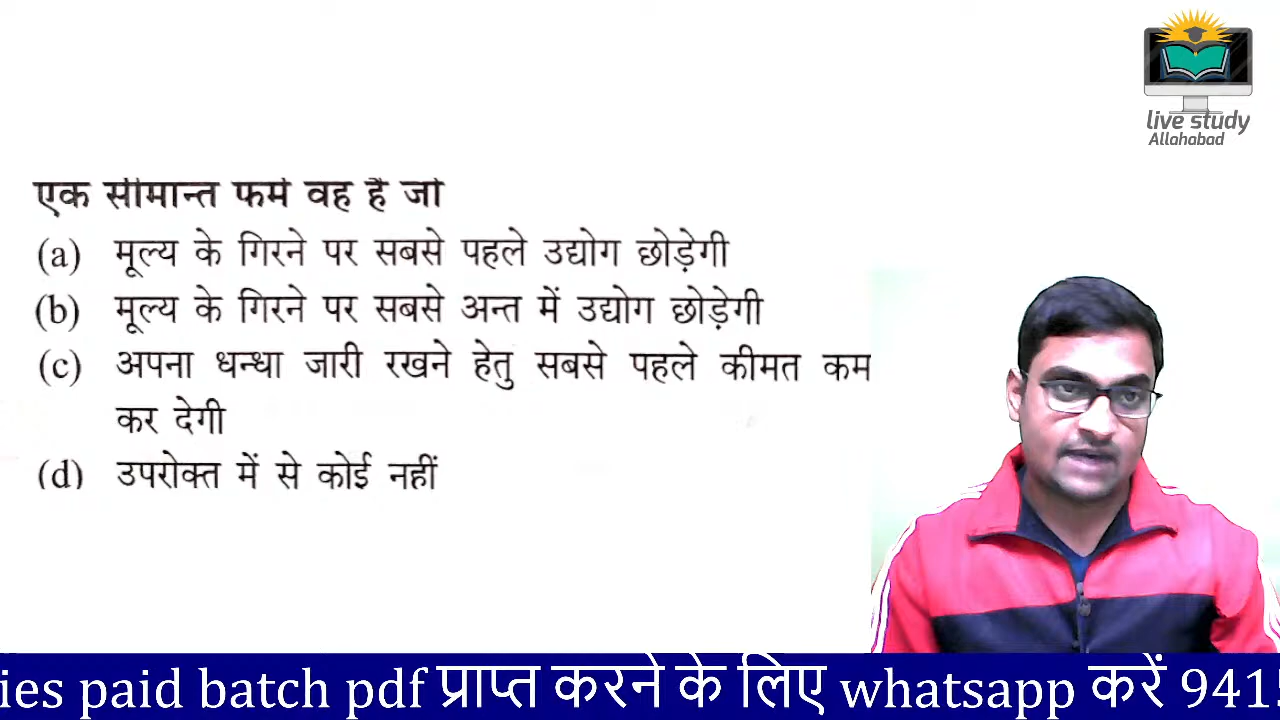 live study
Allahabad
एक सीमान्त फर्म वह है जो
(a) मूल्य के गिरने पर सबसे पहले उद्योग छोड़ेगी
(b) मूल्य के गिरने पर सबसे अन्त में उद्योग छोड़ेगी
(c) अपना धन्धा जारी रखने हेतु सबसे पहले कीमत कम
कर देगी
(d) उपरोक्त में से कोई नहीं
ies paid batch pdf प्राप्त करने के लिए whatsapp करें 941